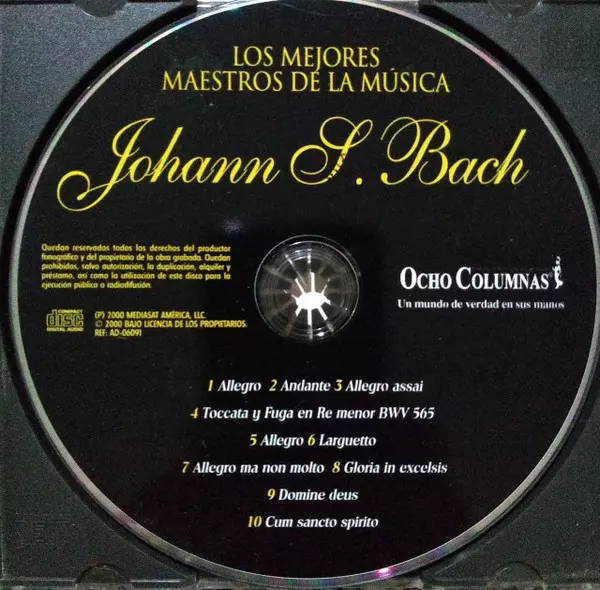 LOS MEJORES
MAESTROS DE LA MÚSICA
Johann S. Bach
Quedan reservados todos los derechos del productor
fonográfico y del propietario de la obra grabada. Quedan
prohibidos, salvo autorización, la duplicación, alquiler y
préstamo, así como la utilización de este disco para la
ejecución pública o radiodifusión.
OCHO COLUMNAS
Un mundo de verdad en sus manos
COMPACT
disc
DIGITAL AUDIO
(P) 2000 MEDIASAT AMÉRICA, LLC.
© 2000 BAJO LICENCIA DE LOS PROPIETARIOS.
REF: AD-06091
1 Allegro 2 Andante 3 Allegro assai
4 Toccata y Fuga en Re menor BWV 565
5 Allegro 6 Larguetto
7 Allegro ma non molto 8 Gloria in excelsis
9 Domine deus
10 Cum sancto spirito